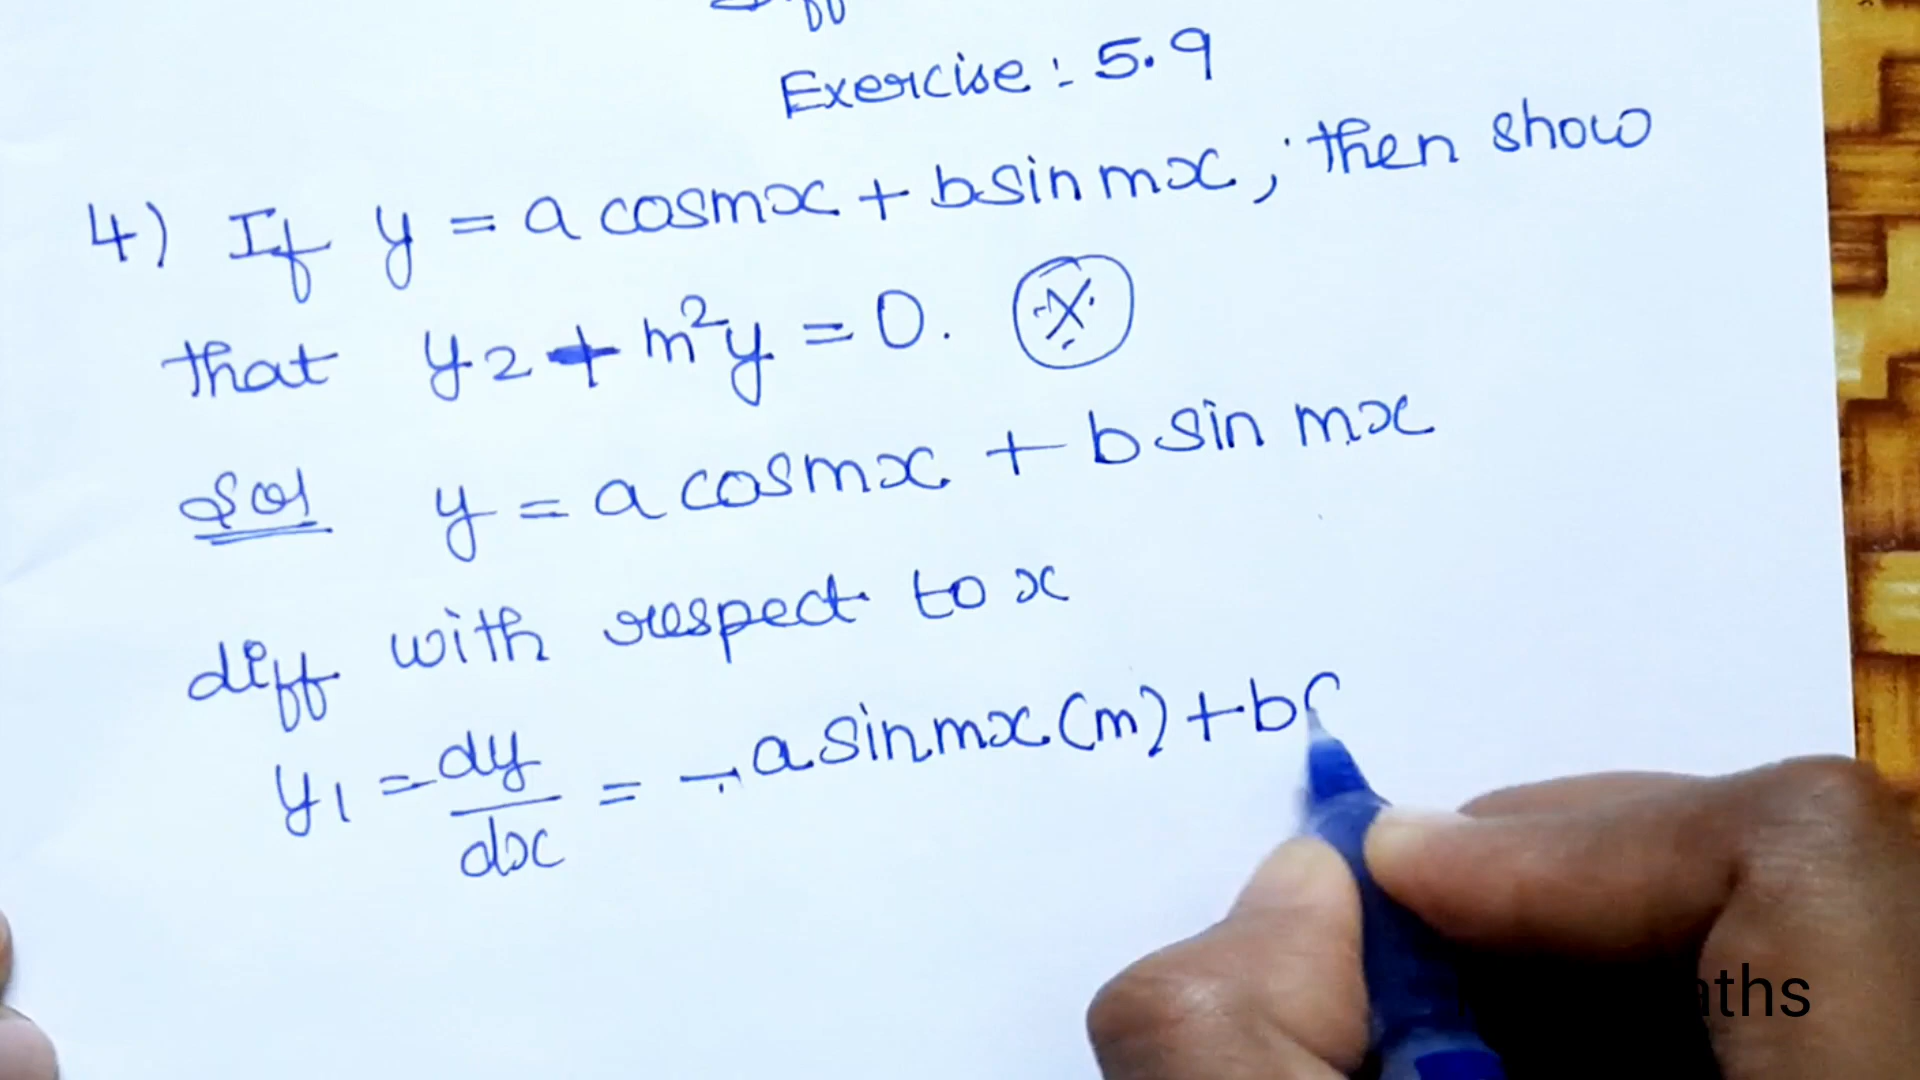 Exercise :- 5.9
4) If y = a cosmx + bsin mx, then show
that y2 + m²y = 0. (X)
Sol y = a cosmx + b sin mx
diff with respect to x
y1 = dy/dx = - a sinmx (m) + b